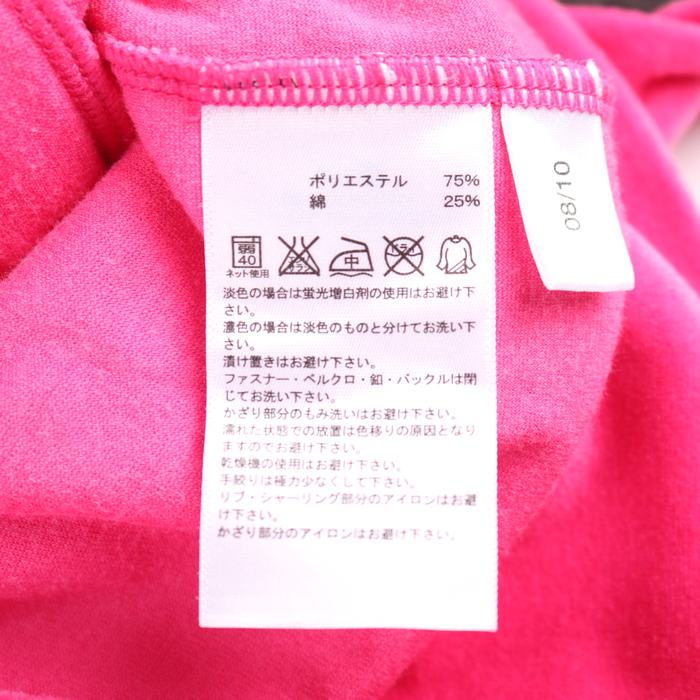 ポリエステル 75%
綿 25%
弱
40
ネット使用
エンソ
サラシ
中
ドライ
淡色の場合は蛍光増白剤の使用はお避け下
さい。
濃色の場合は淡色のものと分けてお洗い下
さい。
漬け置きはお避け下さい。
ファスナー・ベルクロ・釦・バックルは閉
じてお洗い下さい。
かざり部分のもみ洗いはお避け下さい。
濡れた状態での放置は色移りの原因となり
ますのでお避け下さい。
乾燥機の使用はお避け下さい。
手絞りは極力少なくして下さい。
リブ・シャーリング部分のアイロンはお避
け下さい。
かざり部分のアイロンはお避け下さい。
08/10